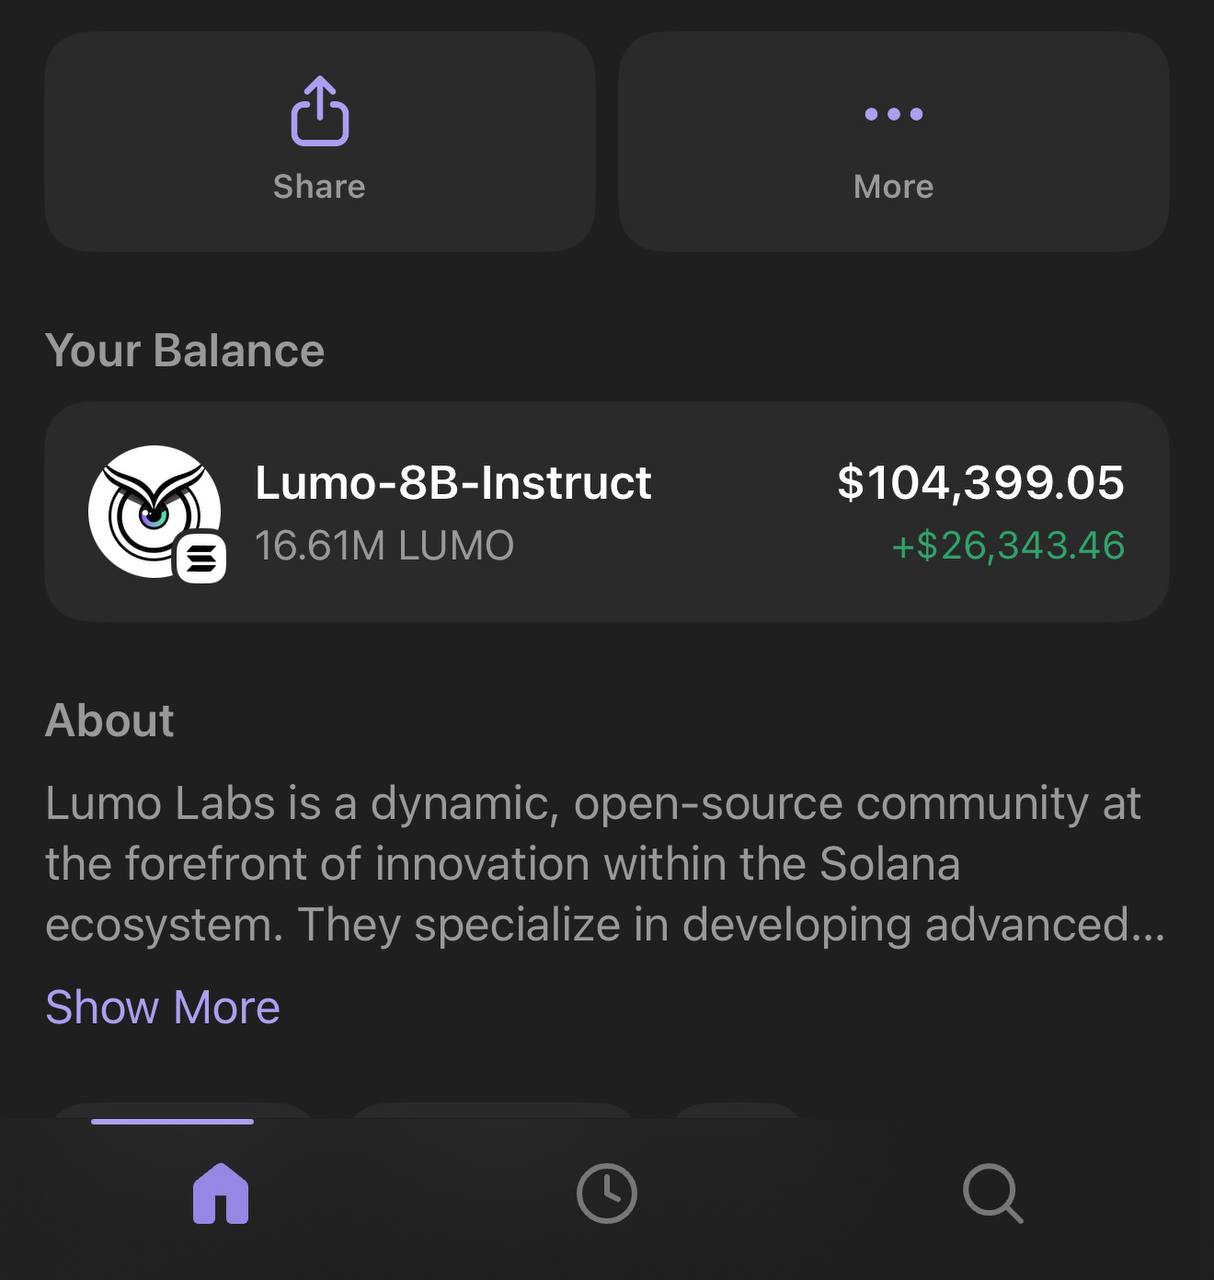 Share
More
Your Balance
Lumo-8B-Instruct
$104,399.05
16.61M LUMO
+$26,343.46
About
Lumo Labs is a dynamic, open-source community at
the forefront of innovation within the Solana
ecosystem. They specialize in developing advanced...
Show More